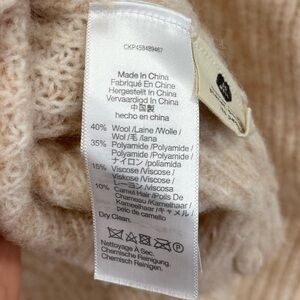 CKP458489467
Made in China
Fabriqué En Chine
Hergestellt In China
Vervaardigd In China
中国製
hecho en china
40% Wool /Laine /Wolle /
Wol /毛 /lana
35% Polyamide /Polyamide /
Polyamid /Polyamide /
ナイロン /poliamida
15% Viscose /Viscose /
Viskose /Viscose /
レーヨン /viscosa
10% Camel Hair /Poils De
Chameau /Kamelhaar /
Kameelhaar /キャメル /
pelo de camello
Dry Clean.
Nettoyage À Sec.
Chemische Reinigung.
Chemisch Reinigen.